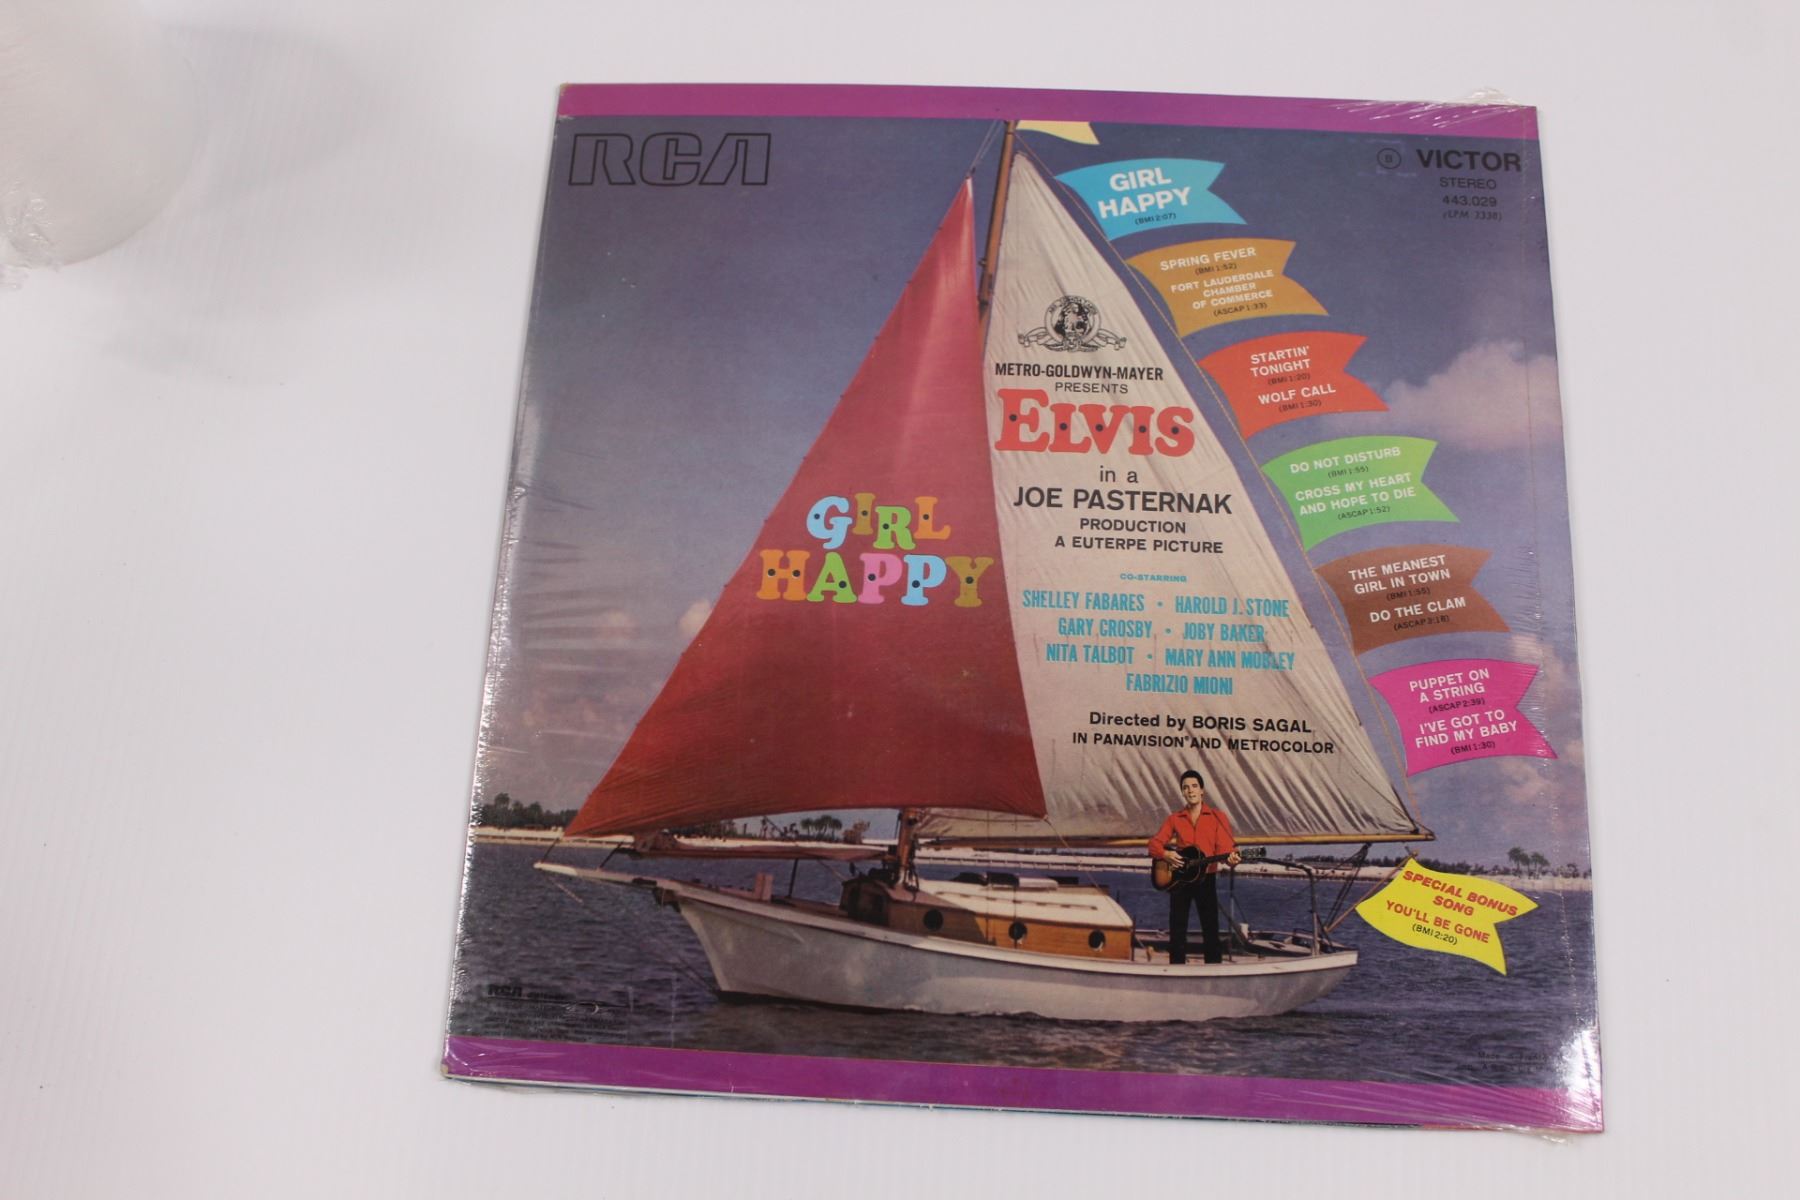 RCA
B VICTOR
STEREO
443.029
(LPM 3338)
GIRL
HAPPY
(BMI 2:07)
SPRING FEVER
(BMI 1:52)
FORT LAUDERDALE
CHAMBER
OF COMMERCE
(ASCAP 1:33)
STARTIN'
TONIGHT
(BMI 1:20)
WOLF CALL
(BMI 1:30)
DO NOT DISTURB
(BMI 1:55)
CROSS MY HEART
AND HOPE TO DIE
(ASCAP 1:52)
THE MEANEST
GIRL IN TOWN
(BMI 1:55)
DO THE CLAM
(ASCAP 3:18)
PUPPET ON
A STRING
(ASCAP 2:39)
I'VE GOT TO
FIND MY BABY
(BMI 1:30)
SPECIAL BONUS
SONG
YOU'LL BE GONE
(BMI 2:20)
METRO-GOLDWYN-MAYER
PRESENTS
ELVIS
in a
JOE PASTERNAK
PRODUCTION
A EUTERPE PICTURE
CO-STARRING
SHELLEY FABARES • HAROLD J. STONE
GARY CROSBY • JOBY BAKER
NITA TALBOT • MARY ANN MOBLEY
FABRIZIO MIONI
Directed by BORIS SAGAL
IN PANAVISION® AND METROCOLOR
GIRL
HAPPY
RCA
Made in France